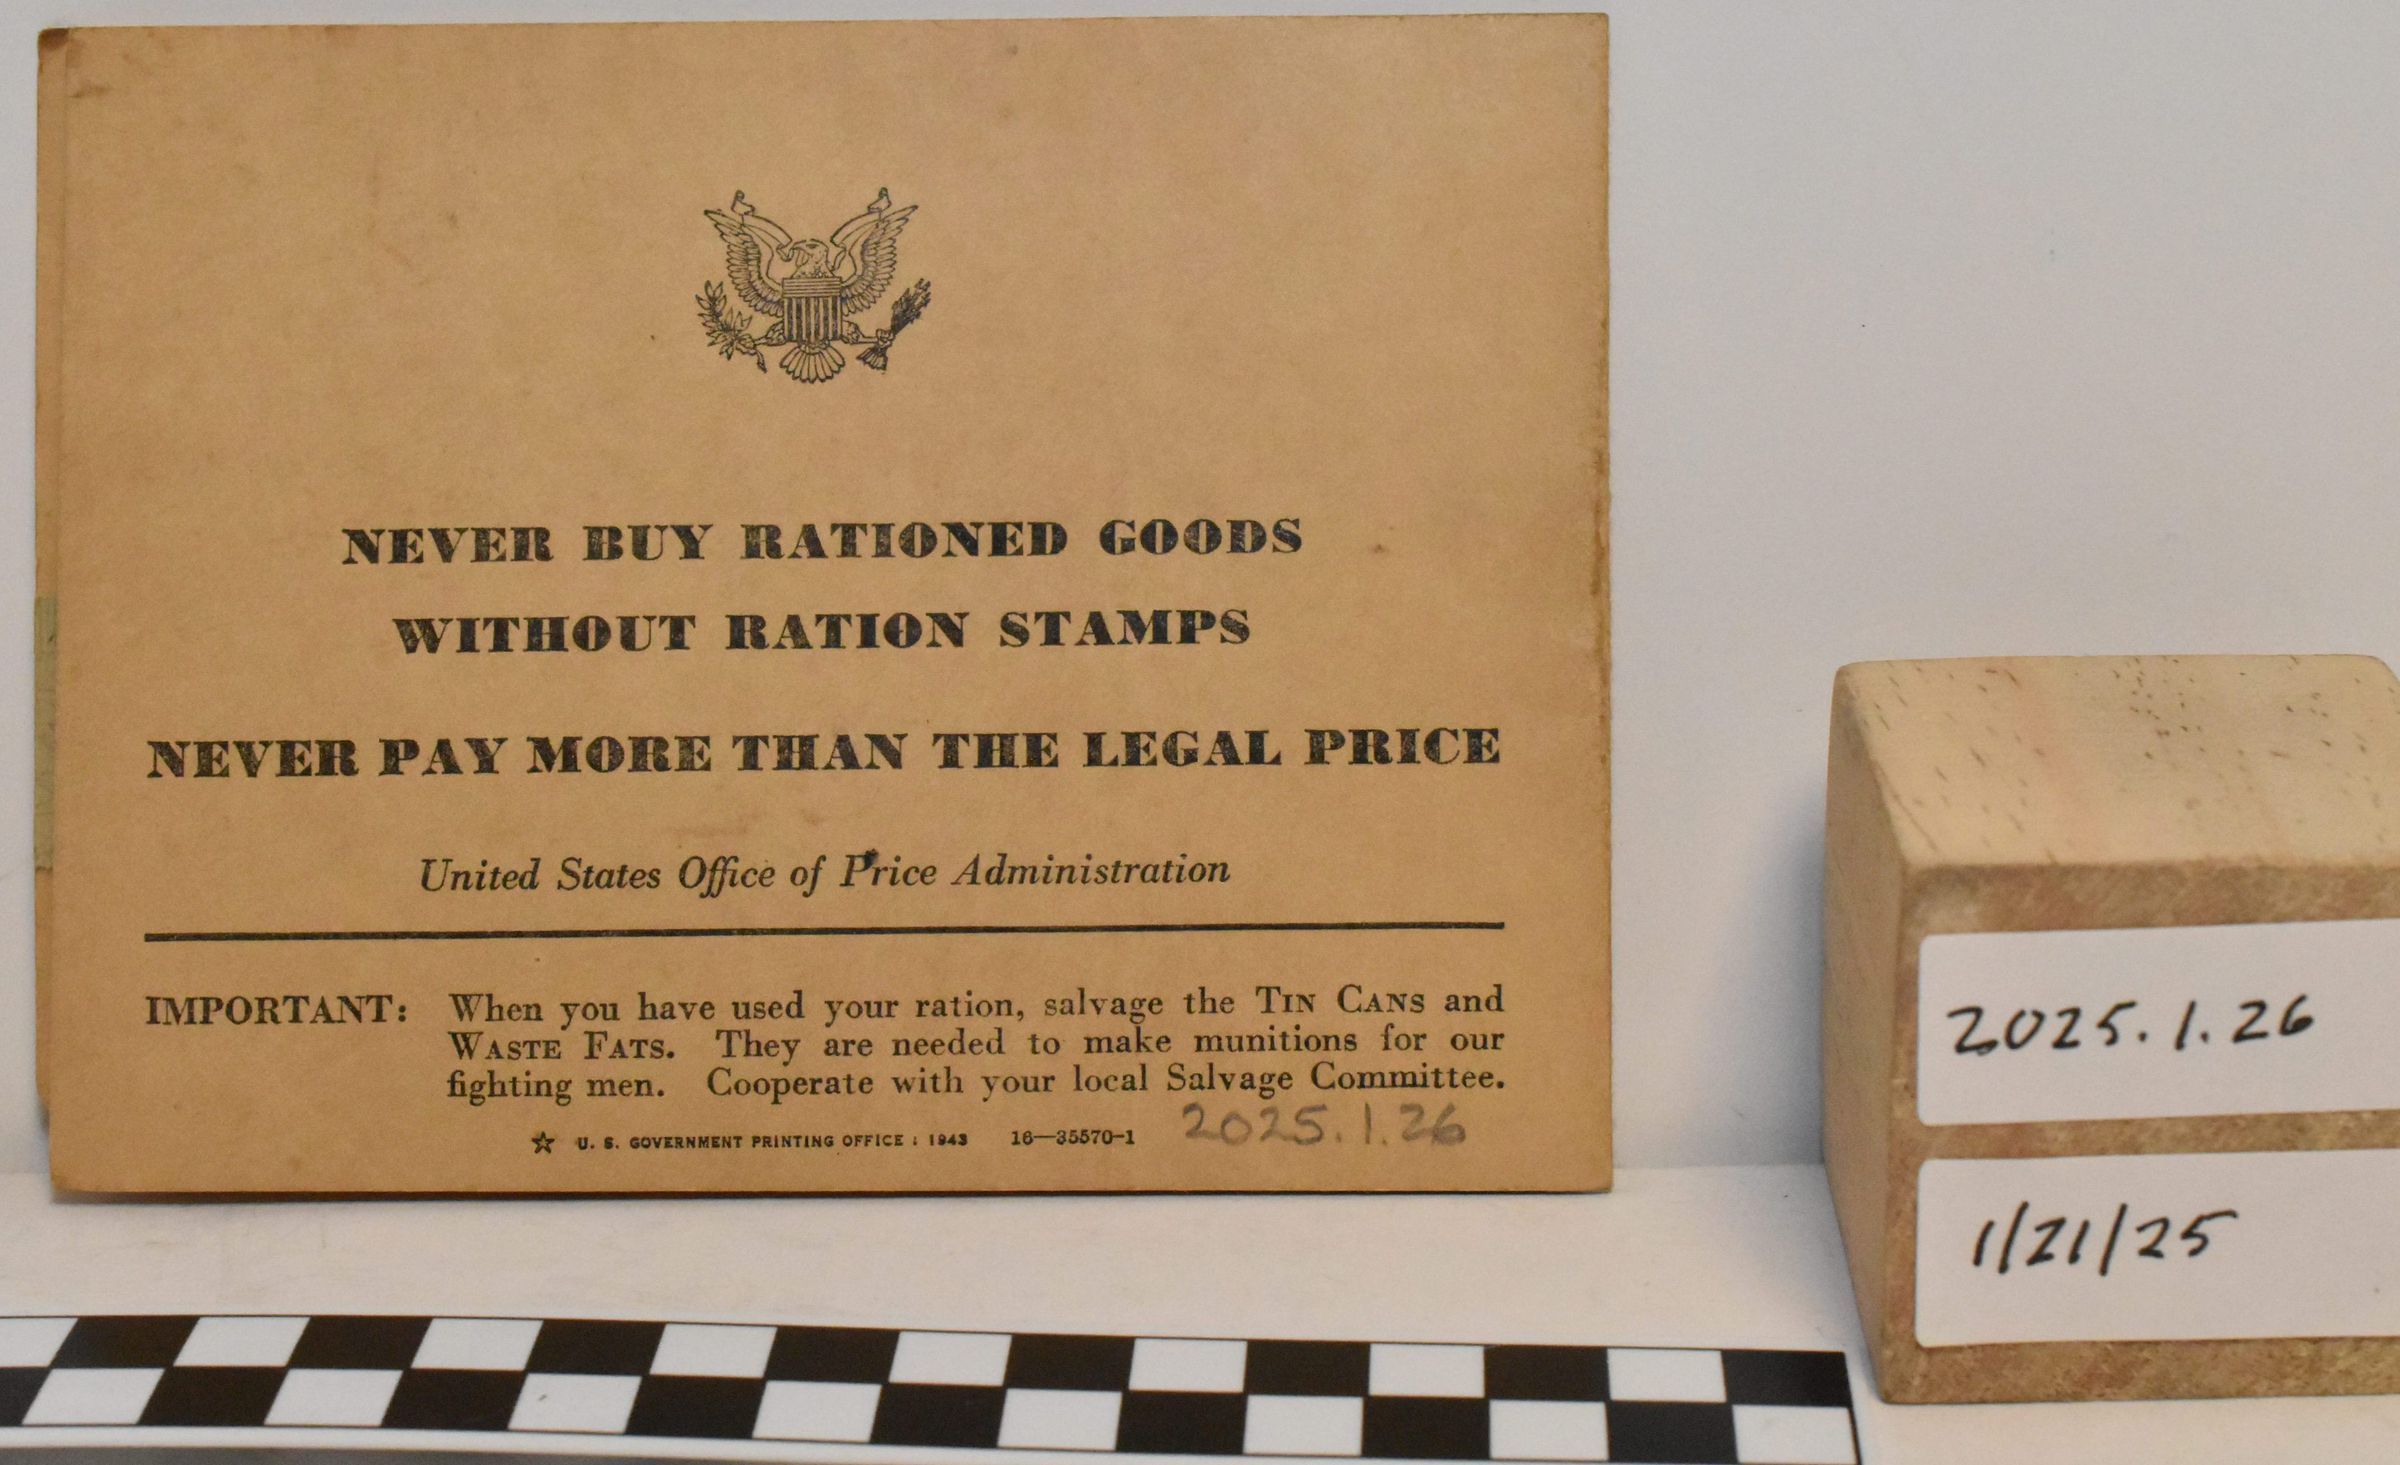 NEVER BUY RATIONED GOODS
WITHOUT RATION STAMPS
NEVER PAY MORE THAN THE LEGAL PRICE
United States Office of Price Administration
IMPORTANT: When you have used your ration, salvage the TIN CANS and
WASTE FATS. They are needed to make munitions for our
fighting men. Cooperate with your local Salvage Committee.
☆ U. S. GOVERNMENT PRINTING OFFICE : 1943 16—35570-1 2025.1.26
2025.1.26
1/21/25